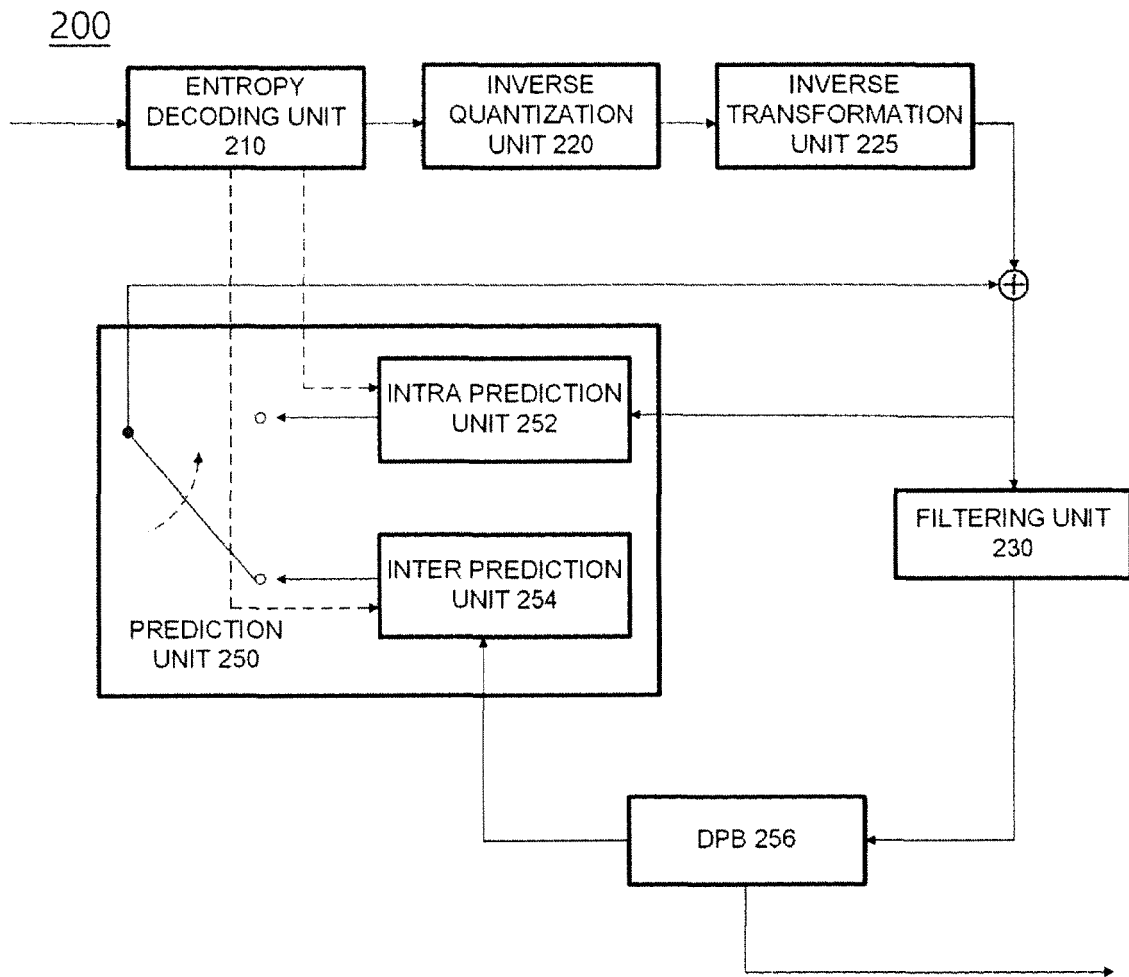 200
ENTROPY
DECODING UNIT
210
INVERSE
QUANTIZATION
UNIT 220
INVERSE
TRANSFORMATION
UNIT 225
INTRA PREDICTION
UNIT 252
FILTERING UNIT
230
INTER PREDICTION
UNIT 254
PREDICTION
UNIT 250
DPB 256